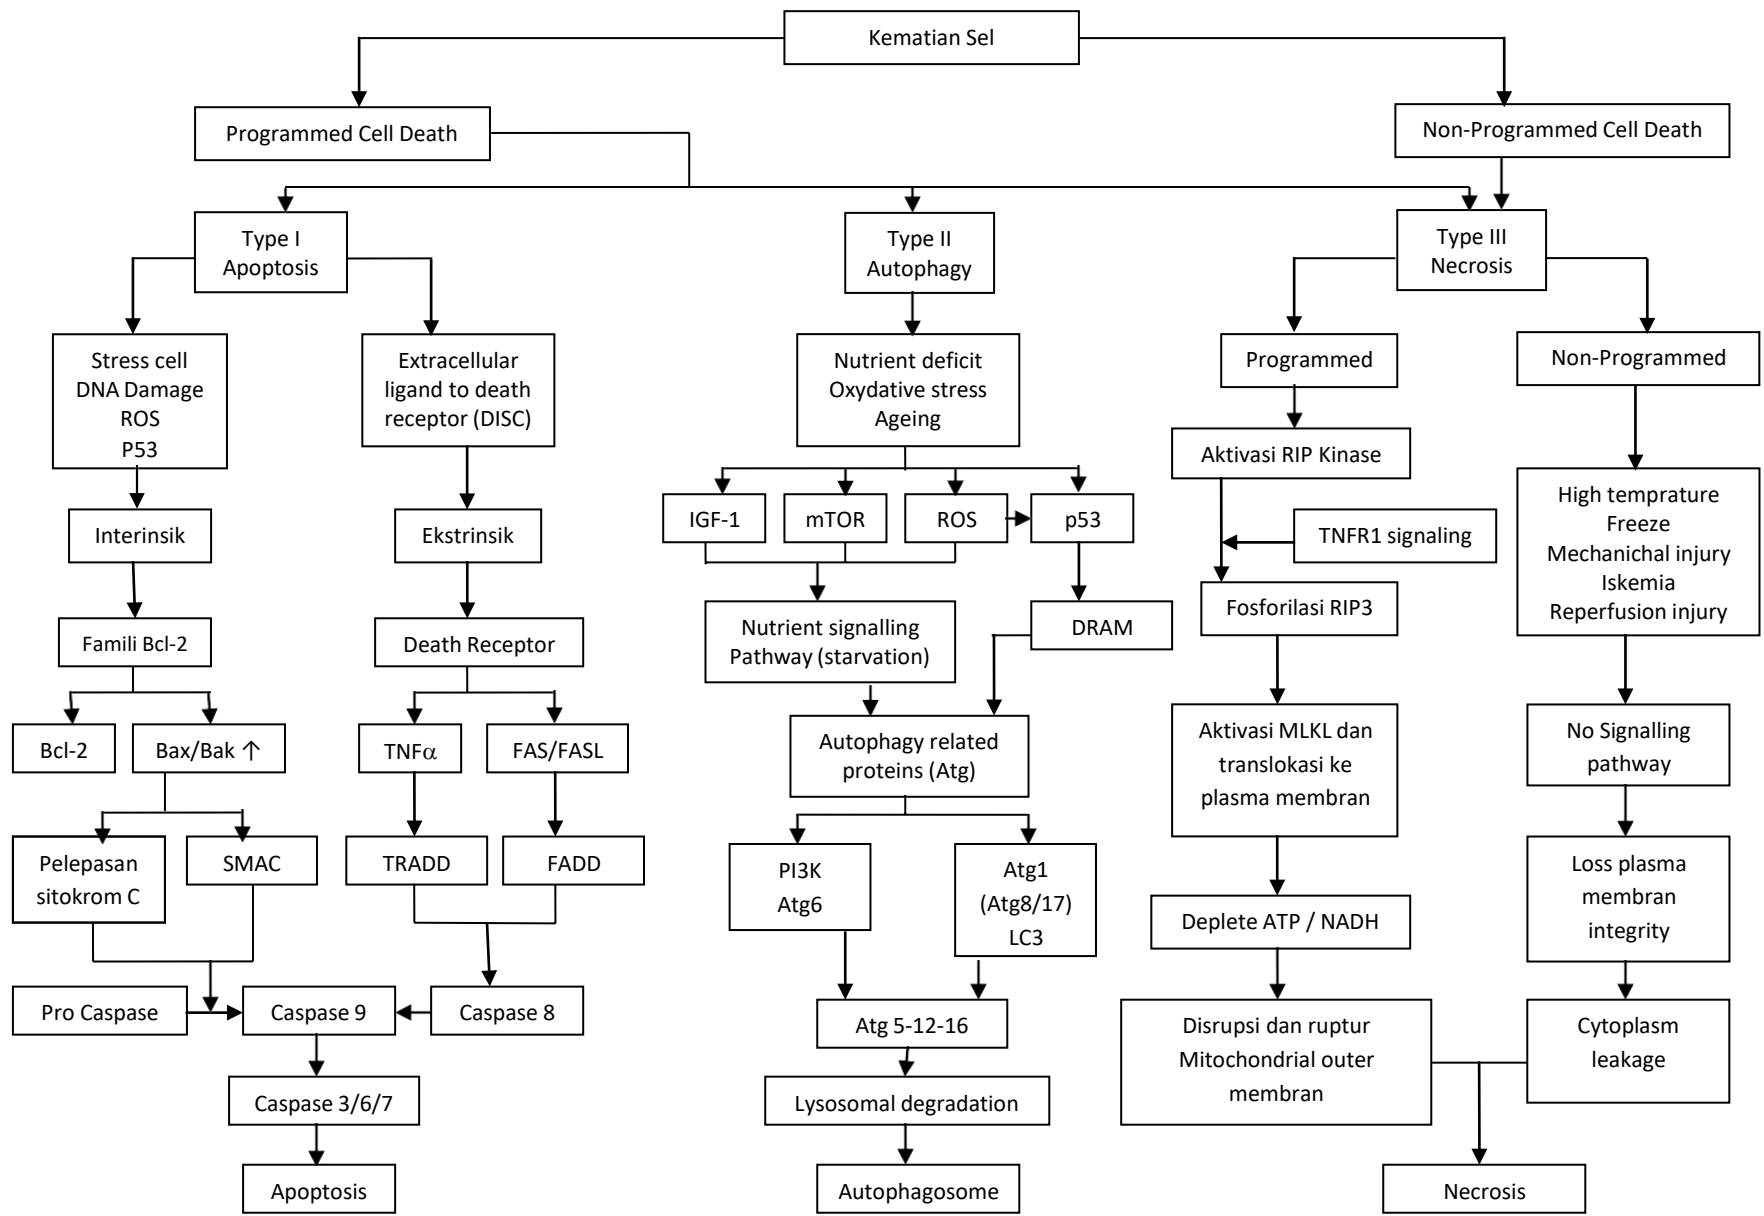 Kematian Sel
Programmed Cell Death
Non-Programmed Cell Death
Type I
Apoptosis
Type II
Autophagy
Type III
Necrosis
Stress cell
DNA Damage
ROS
P53
Extracellular
ligand to death
receptor (DISC)
Nutrient deficit
Oxydative stress
Ageing
Programmed
Non-Programmed
Aktivasi RIP Kinase
Interinsik
Ekstrinsik
IGF-1
mTOR
ROS
p53
TNFR1 signaling
High temprature
Freeze
Mechanichal injury
Iskemia
Reperfusion injury
Fosforilasi RIP3
Famili Bcl-2
Death Receptor
Nutrient signalling
Pathway (starvation)
DRAM
Bcl-2
Bax/Bak ↑
TNFα
FAS/FASL
Autophagy related
proteins (Atg)
Aktivasi MLKL dan
translokasi ke
plasma membran
No Signalling
pathway
Pelepasan
sitokrom C
SMAC
TRADD
FADD
PI3K
Atg6
Atg1
(Atg8/17)
LC3
Deplete ATP / NADH
Loss plasma
membran
integrity
Pro Caspase
Caspase 9
Caspase 8
Atg 5-12-16
Disrupsi dan ruptur
Mitochondrial outer
membran
Cytoplasm
leakage
Caspase 3/6/7
Lysosomal degradation
Apoptosis
Autophagosome
Necrosis